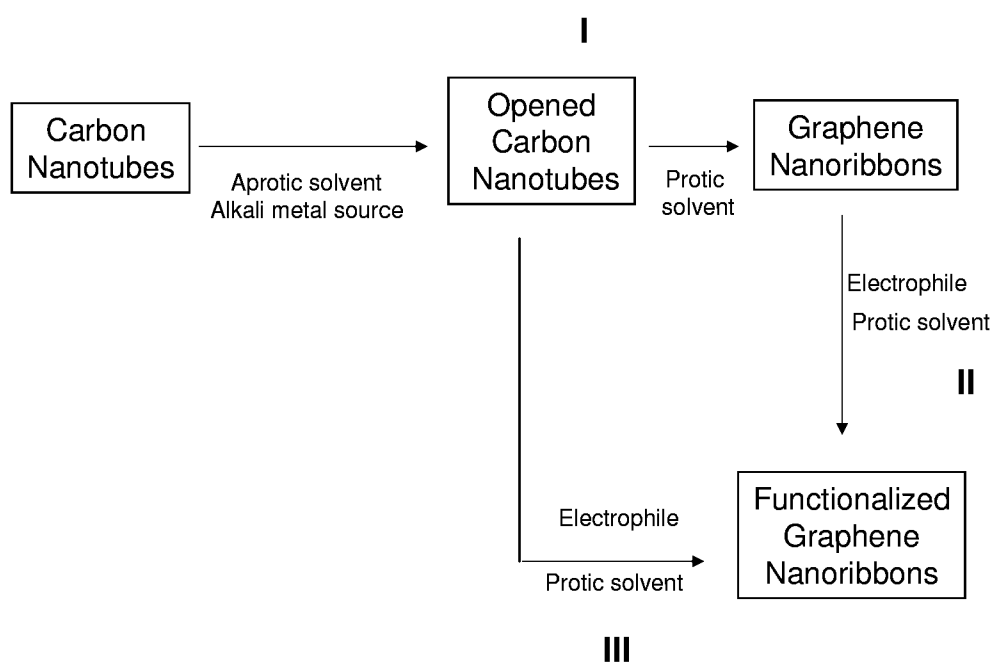 I
Carbon
Nanotubes
Aprotic solvent
Alkali metal source
Opened
Carbon
Nanotubes
Protic
solvent
Graphene
Nanoribbons
Electrophile
Protic solvent
II
Functionalized
Graphene
Nanoribbons
Electrophile
Protic solvent
III